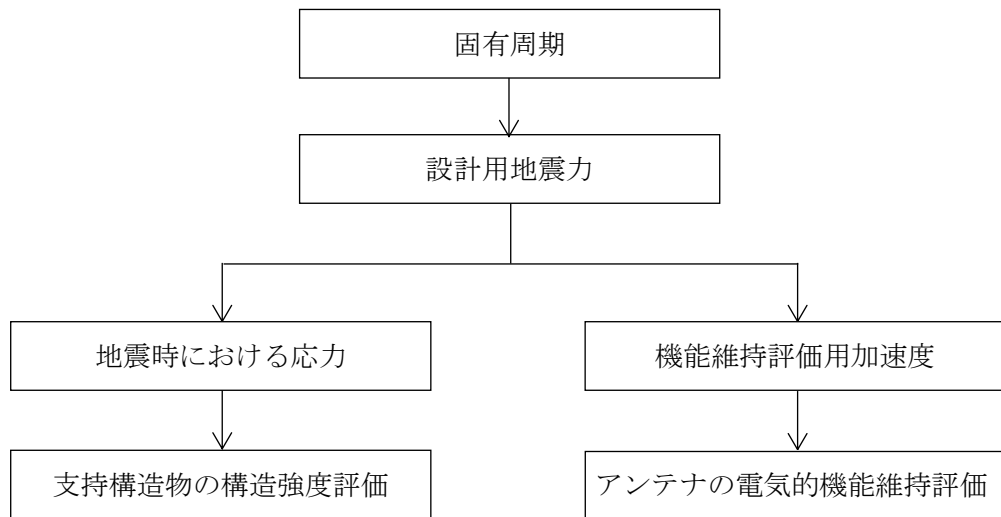 固有周期
設計用地震力
地震時における応力
機能維持評価用加速度
支持構造物の構造強度評価
アンテナの電気的機能維持評価